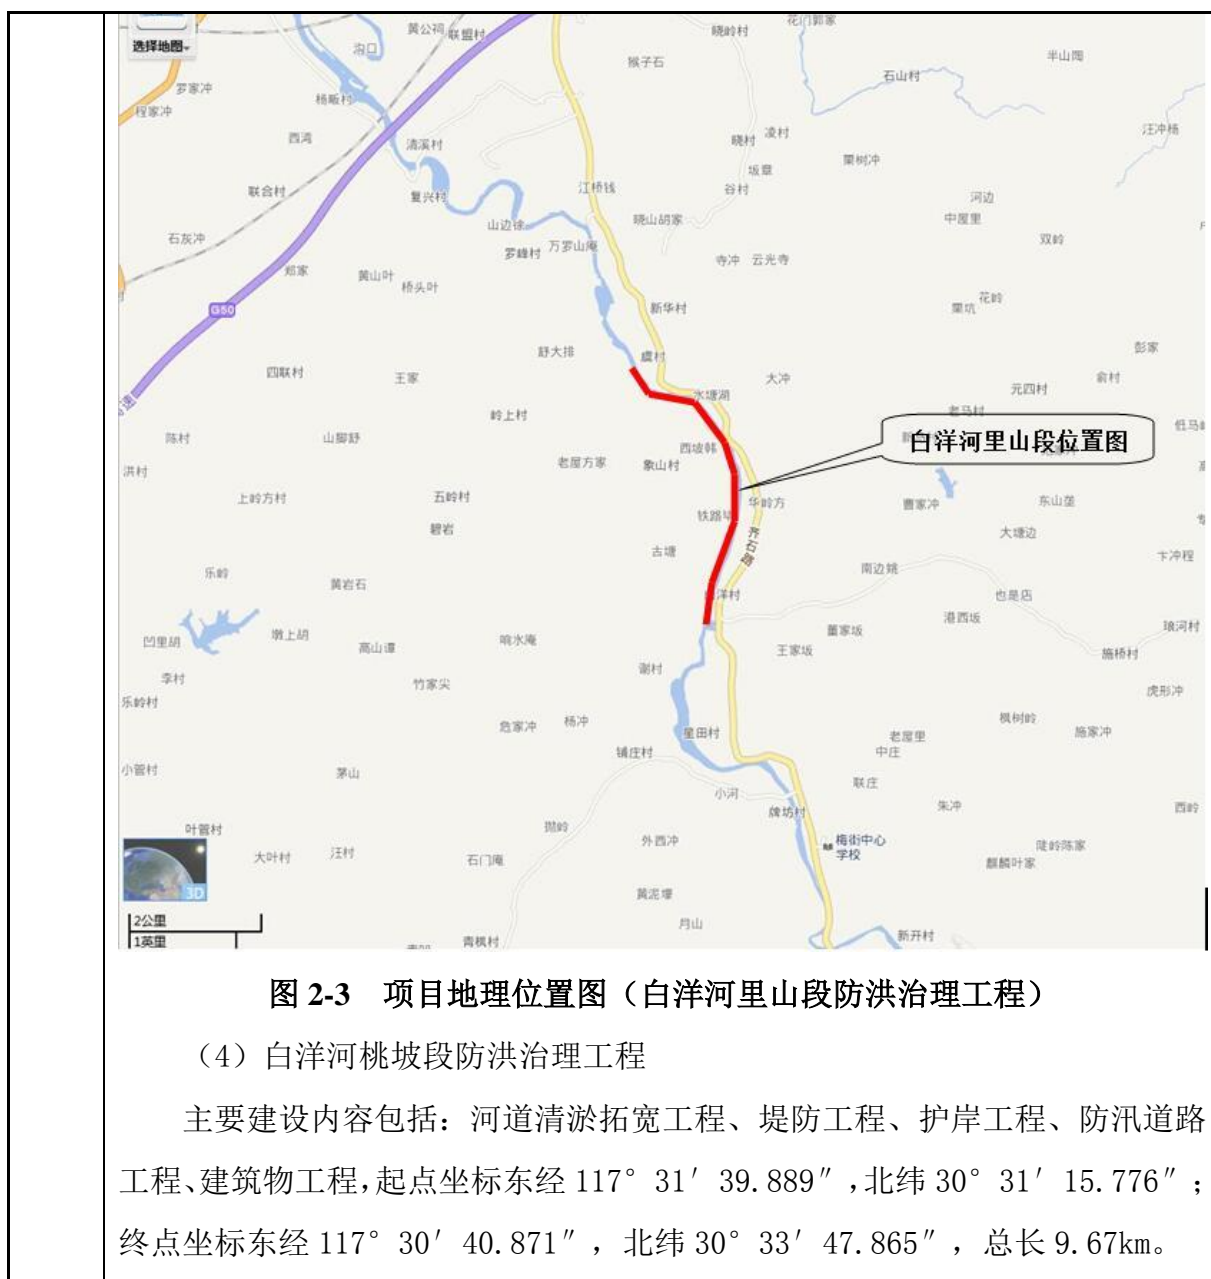 花门郭家
黄公祠
联盟村
晓岭村
选择地图
沟口
猴子石
半山阁
石山村
罗家冲
杨畈村
程家冲
汪冲杨
西湾
清溪村
晓村
凌村
栗树冲
坂章
联合村
复兴村
江桥钱
谷村
河边
山边徐
晓山胡家
中屋里
石灰冲
罗峰村
万罗山庵
双岭
寺冲
云光寺
郑家
黄山叶
桥头叶
G50
新华村
栗坑
花岭
舒大排
虞村
彭家
四联村
王家
大冲
元四村
俞村
水塘湖
岭上村
老马村
陈村
山脚舒
西坡韩
白洋河里山段位置图
洪村
老屋方家
象山村
上岭方村
五岭村
华岭方
曹家冲
东山垄
碧岩
大塘边
古塘
齐石路
卞冲程
乐岭
黄岩石
南边姚
洋村
也是店
港西坂
凹里胡
墩上胡
响水庵
董家坂
琅河村
高山谭
王家坂
施桥村
李村
竹家尖
谢村
虎形冲
乐岭村
危家冲
杨冲
星田村
枫树岭
施家冲
老屋里
中庄
铺庄村
小管村
茅山
联庄
小河
朱冲
西岭
牌坊村
叶管村
抛岭
外西冲
梅街中心
学校
陡岭陈家
大叶村
汪村
石门庵
麒麟叶家
3D
黄泥塝
2公里
月山
1英里
青枫村
新开村
图 2-3 项目地理位置图（白洋河里山段防洪治理工程）
（4）白洋河桃坡段防洪治理工程
主要建设内容包括：河道清淤拓宽工程、堤防工程、护岸工程、防汛道路
工程、建筑物工程，起点坐标东经 117° 31′ 39.889″，北纬 30° 31′ 15.776″；
终点坐标东经 117° 30′ 40.871″，北纬 30° 33′ 47.865″，总长 9.67km。